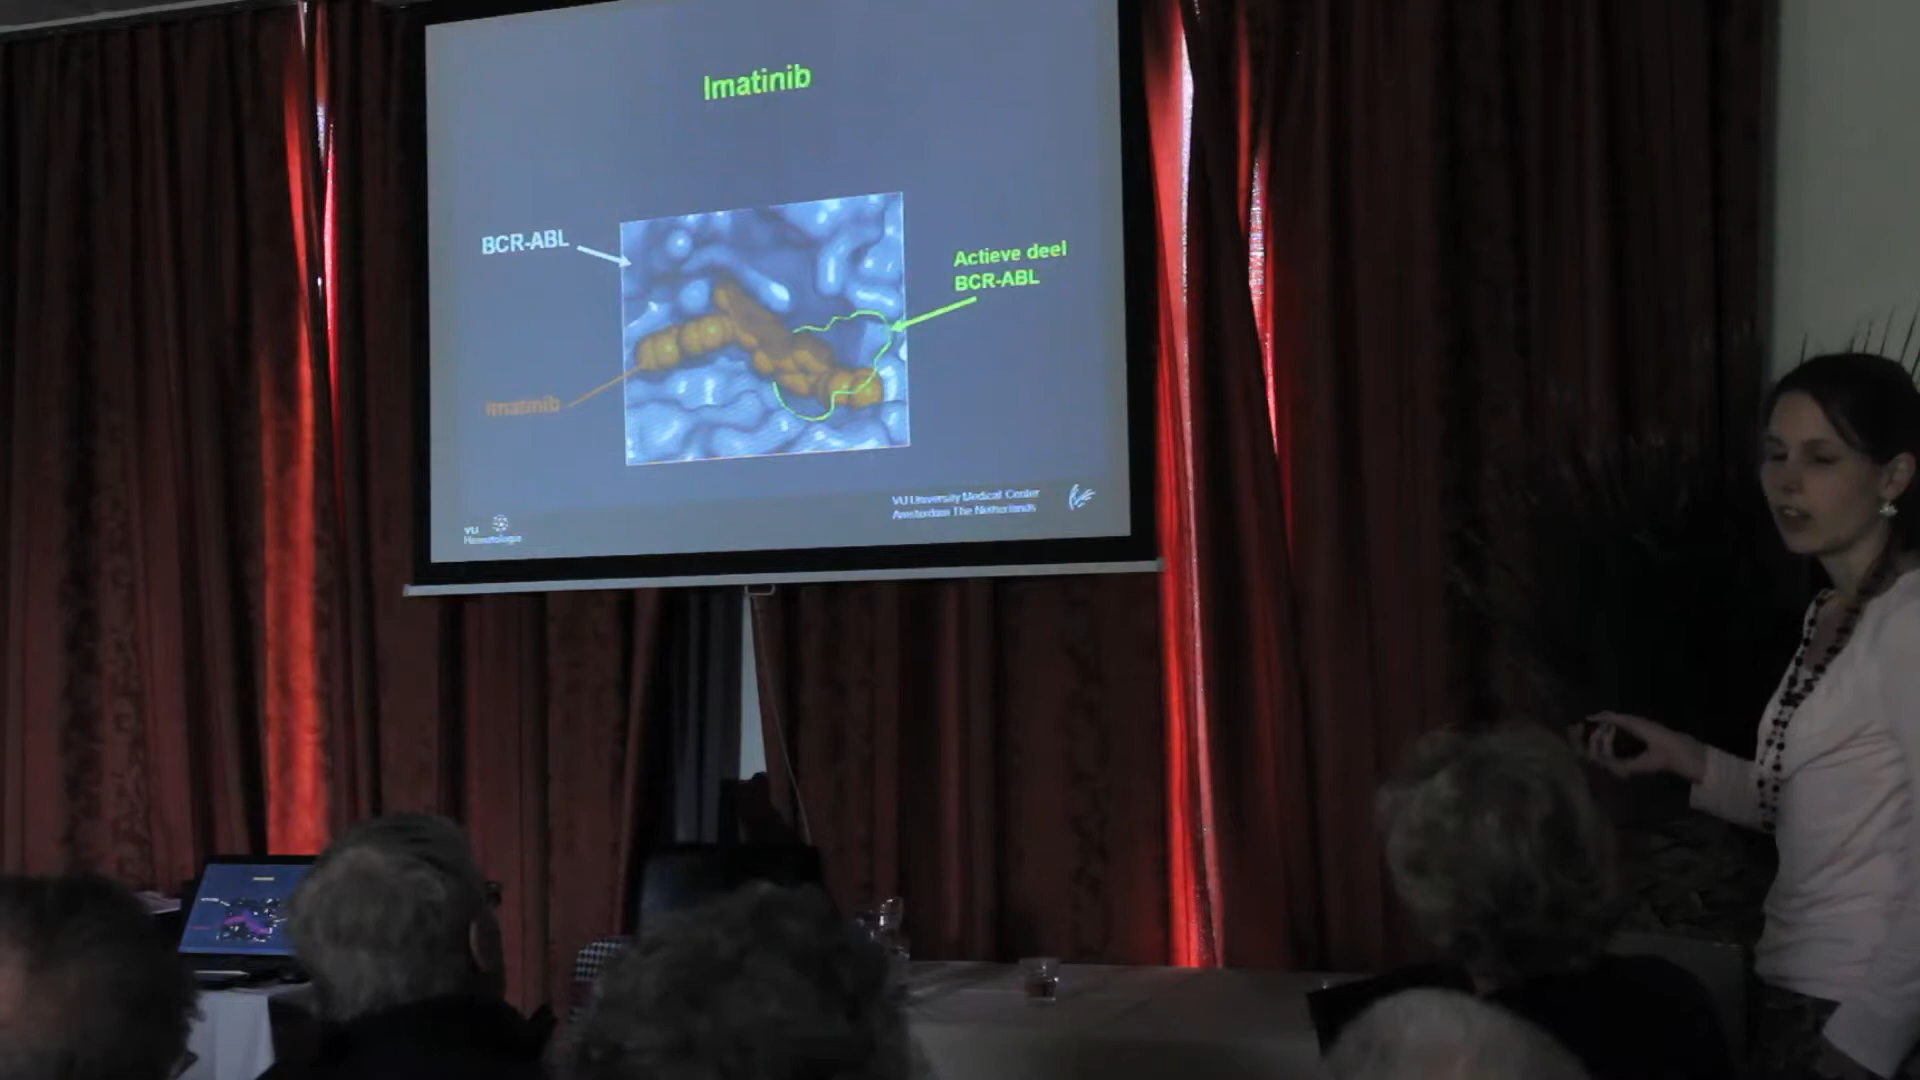 Imatinib
BCR-ABL
Actieve deel
BCR-ABL
Imatinib
VU University Medical Center
Amsterdam The Netherlands
VU
Hematologie